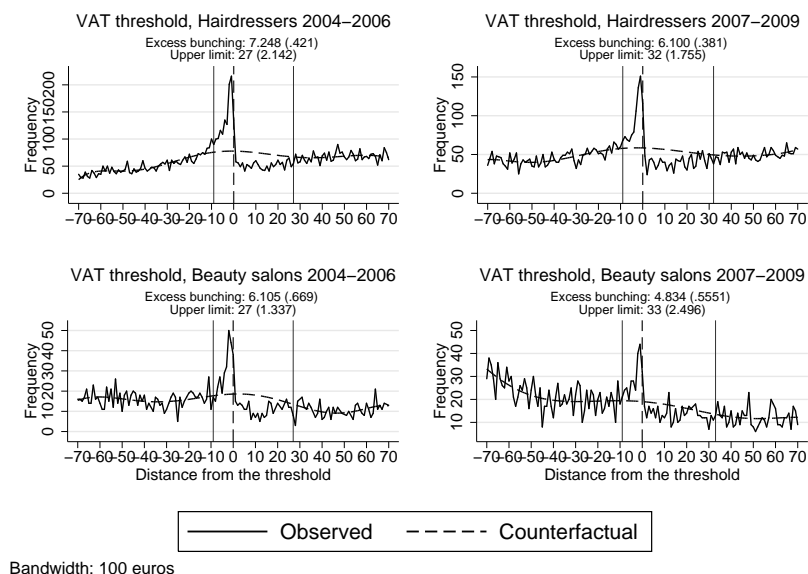 VAT threshold, Hairdressers 2004−2006
Excess bunching: 7.248 (.421)
Upper limit: 27 (2.142)
Frequency
0 50 100 150 200
−70 −60 −50 −40 −30 −20 −10 0 10 20 30 40 50 60 70
VAT threshold, Hairdressers 2007−2009
Excess bunching: 6.100 (.381)
Upper limit: 32 (1.755)
Frequency
0 50 100 150
−70 −60 −50 −40 −30 −20 −10 0 10 20 30 40 50 60 70
VAT threshold, Beauty salons 2004−2006
Excess bunching: 6.105 (.669)
Upper limit: 27 (1.337)
Frequency
0 10 20 30 40 50
−70 −60 −50 −40 −30 −20 −10 0 10 20 30 40 50 60 70
Distance from the threshold
VAT threshold, Beauty salons 2007−2009
Excess bunching: 4.834 (.5551)
Upper limit: 33 (2.496)
Frequency
10 20 30 40 50
−70 −60 −50 −40 −30 −20 −10 0 10 20 30 40 50 60 70
Distance from the threshold
Observed
Counterfactual
Bandwidth: 100 euros